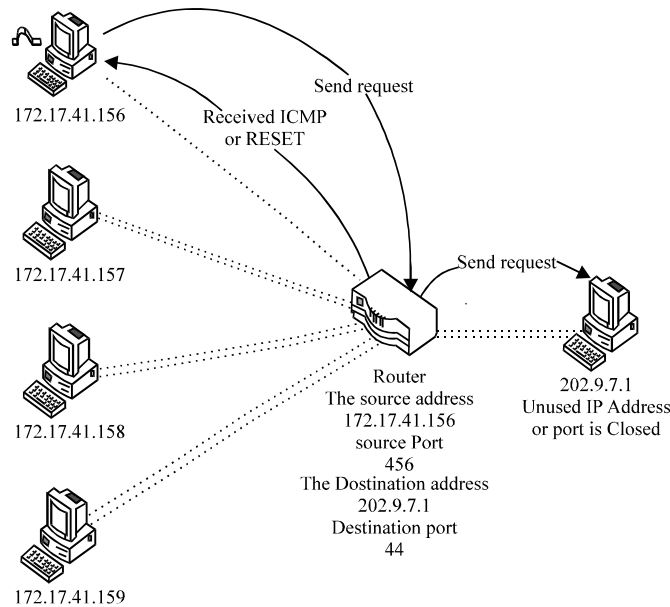 Send request
172.17.41.156
Received ICMP
or RESET
172.17.41.157
Send request
Router
The source address
172.17.41.156
source Port
456
The Dostination address
202.9.7.1
Destination port
44
202.9.7.1
Unused IP Address
or port is Closed
172.17.41.158
172.17.41.159